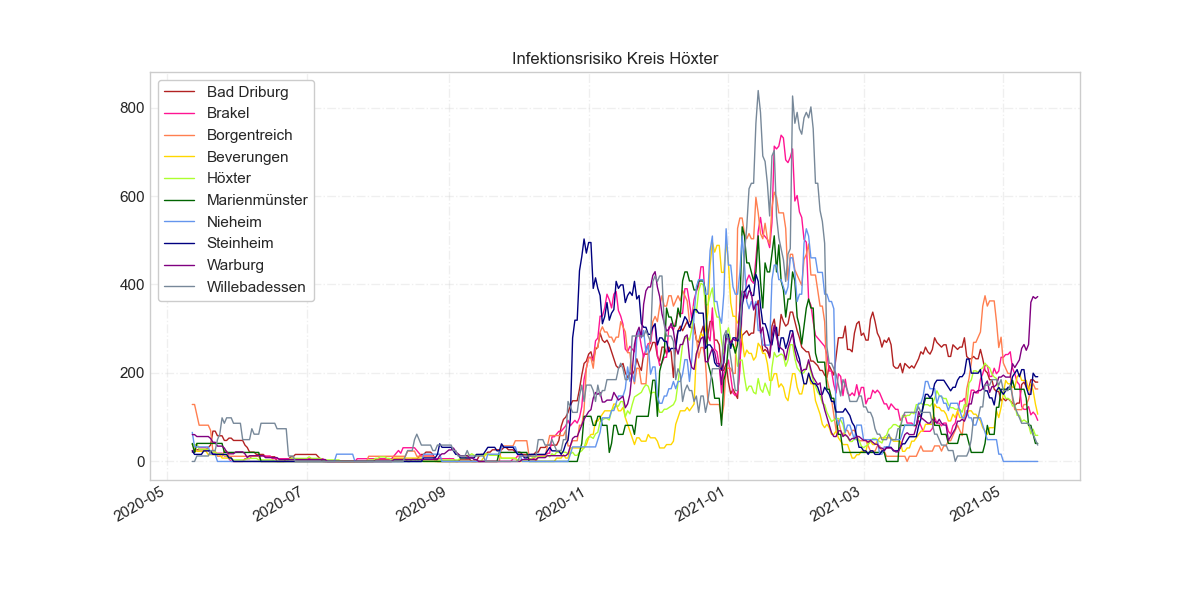 Infektionsrisiko Kreis Höxter
800
600
400
200
0
Bad Driburg
Brakel
Borgentreich
Beverungen
Höxter
Marienmünster
Nieheim
Steinheim
Warburg
Willebadessen
2020-05
2020-07
2020-09
2020-11
2021-01
2021-03
2021-05